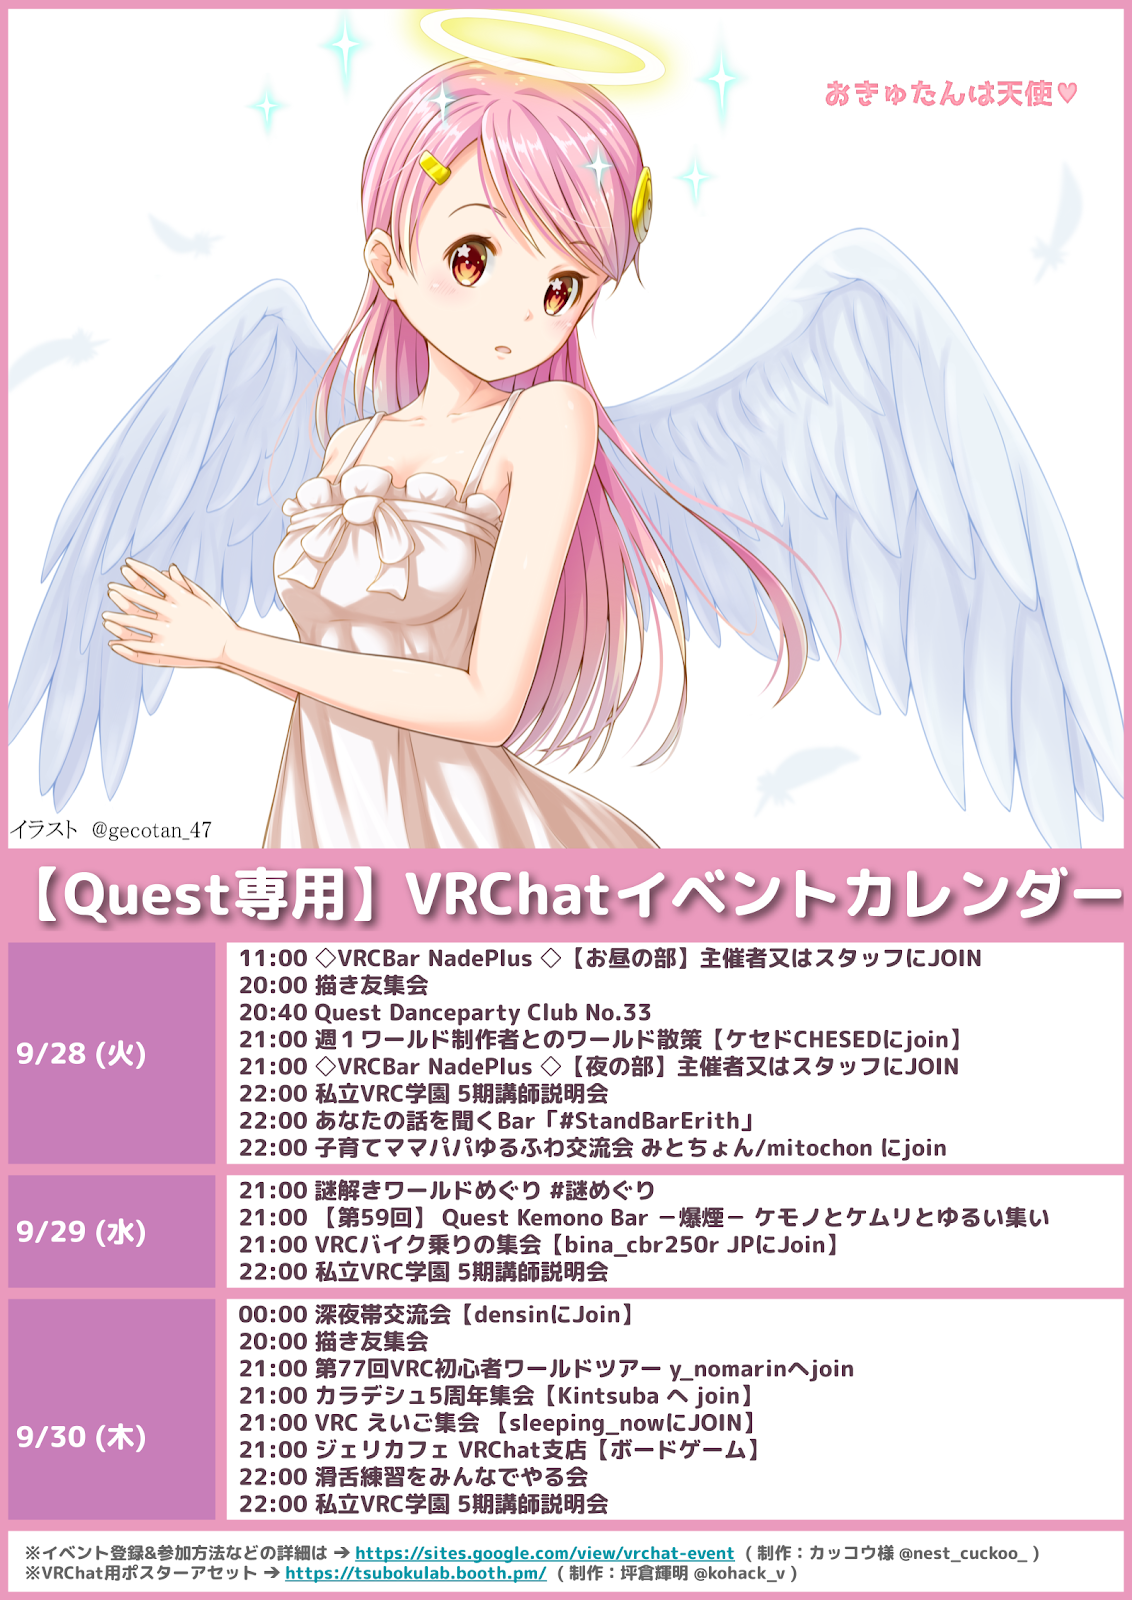 おきゅたんは天使♥
イラスト @gecotan_47
【Quest専用】VRChatイベントカレンダー
9/28 (火)
11:00 ◇VRCBar NadePlus ◇【お昼の部】主催者又はスタッフにJOIN
20:00 描き友集会
20:40 Quest Danceparty Club No.33
21:00 週１ワールド制作者とのワールド散策【ケセドCHESEDにjoin】
21:00 ◇VRCBar NadePlus ◇【夜の部】主催者又はスタッフにJOIN
22:00 私立VRC学園 5期講師説明会
22:00 あなたの話を聞くBar「#StandBarErith」
22:00 子育てママパパゆるふわ交流会 みとちょん/mitochon にjoin
9/29 (水)
21:00 謎解きワールドめぐり #謎めぐり
21:00 【第59回】 Quest Kemono Bar －爆煙－ ケモノとケムリとゆるい集い
21:00 VRCバイク乗りの集会【bina_cbr250r JPにJoin】
22:00 私立VRC学園 5期講師説明会
9/30 (木)
00:00 深夜帯交流会【densinにJoin】
20:00 描き友集会
21:00 第77回VRC初心者ワールドツアー y_nomarinへjoin
21:00 カラデシュ5周年集会【Kintsuba へ join】
21:00 VRC えいご集会 【sleeping_nowにJOIN】
21:00 ジェリカフェ VRChat支店【ボードゲーム】
22:00 滑舌練習をみんなでやる会
22:00 私立VRC学園 5期講師説明会
※イベント登録&参加方法などの詳細は → https://sites.google.com/view/vrchat-event ( 制作：カッコウ様 @nest_cuckoo_ )
※VRChat用ポスターアセット → https://tsubokulab.booth.pm/ ( 制作：坪倉輝明 @kohack_v )